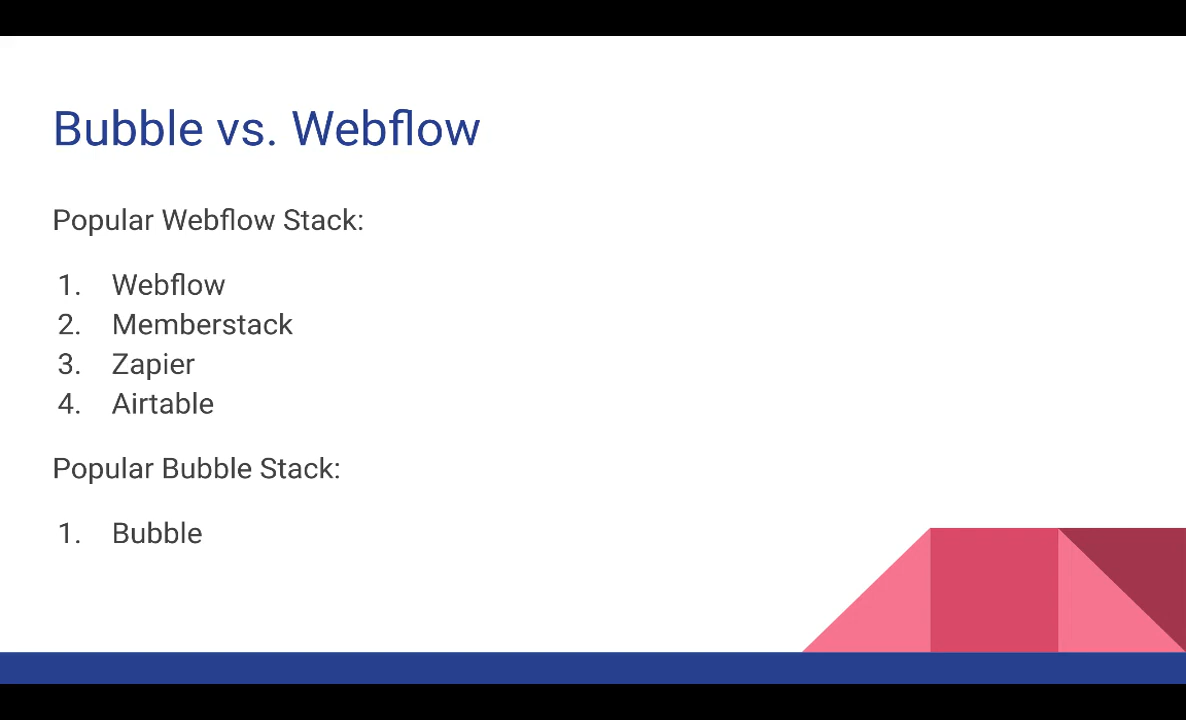 Bubble vs. Webflow
Popular Webflow Stack:
1. Webflow
2. Memberstack
3. Zapier
4. Airtable
Popular Bubble Stack:
1. Bubble